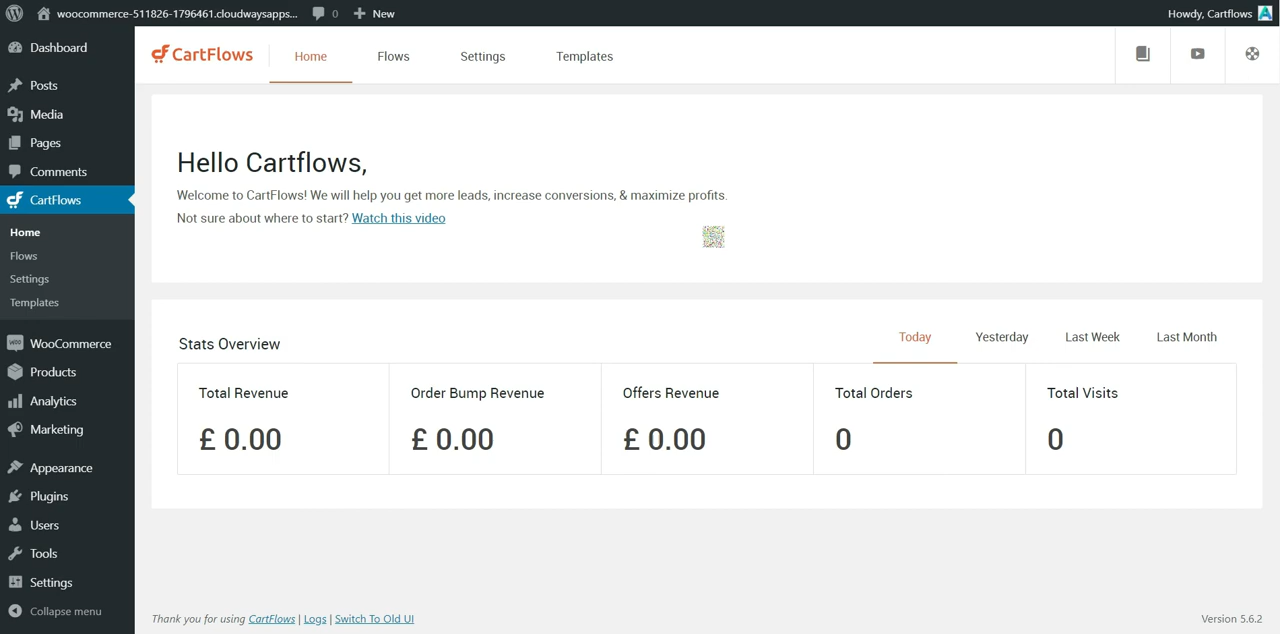 woocommerce-511826-1796461.cloudwaysapps...
0
New
Howdy, Cartflows
Dashboard
Posts
Media
Pages
Comments
CartFlows
Home
Flows
Settings
Templates
WooCommerce
Products
Analytics
Marketing
Appearance
Plugins
Users
Tools
Settings
Collapse menu
CartFlows
Home
Flows
Settings
Templates
Hello Cartflows,
Welcome to CartFlows! We will help you get more leads, increase conversions, & maximize profits.
Not sure about where to start? Watch this video
Stats Overview
Today
Yesterday
Last Week
Last Month
Total Revenue
£ 0.00
Order Bump Revenue
£ 0.00
Offers Revenue
£ 0.00
Total Orders
0
Total Visits
0
Thank you for using CartFlows | Logs | Switch To Old UI
Version 5.6.2